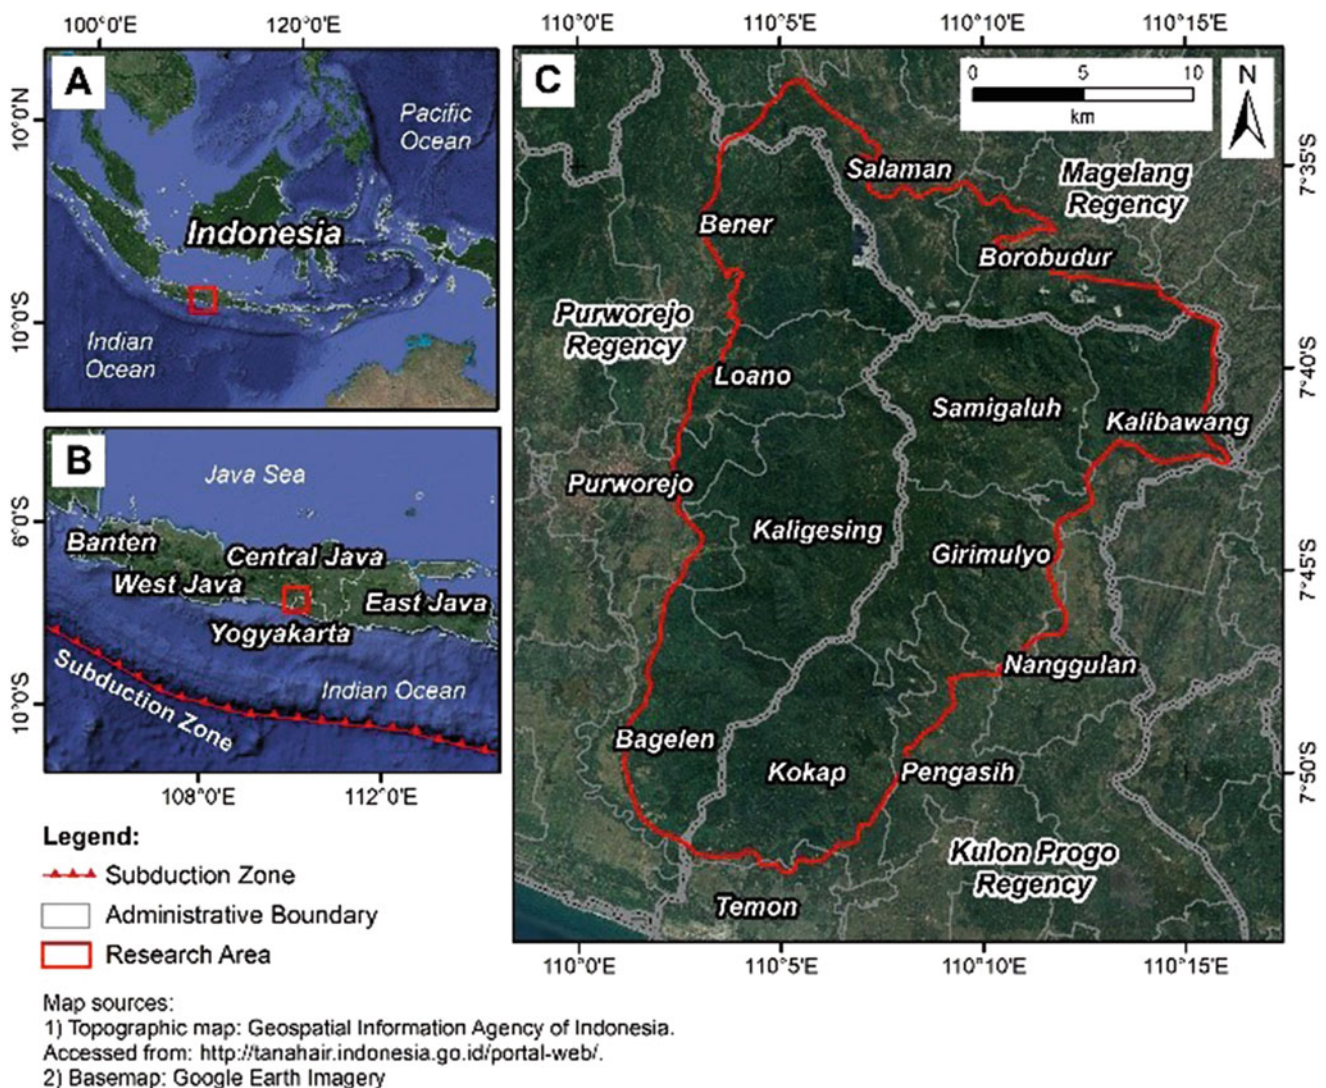 100°0'E 120°0'E
A
10°0'N
10°0'S
Pacific
Ocean
Indonesia
Indian
Ocean
B
Java Sea
6°0'S
10°0'S
Banten
Central Java
West Java
East Java
Yogyakarta
Subduction Zone
Indian Ocean
108°0'E 112°0'E
Legend:
Subduction Zone
Administrative Boundary
Research Area
Map sources:
1) Topographic map: Geospatial Information Agency of Indonesia.
Accessed from: http://tanahair.indonesia.go.id/portal-web/.
2) Basemap: Google Earth Imagery
110°0'E 110°5'E 110°10'E 110°15'E
C
0 5 10
km
N
7°35'S
7°40'S
7°45'S
7°50'S
Salaman
Magelang
Regency
Bener
Borobudur
Purworejo
Regency
Loano
Samigaluh
Kalibawang
Purworejo
Kaligesing
Girimulyo
Nanggulan
Bagelen
Kokap
Pengasih
Kulon Progo
Regency
Temon
110°0'E 110°5'E 110°10'E 110°15'E